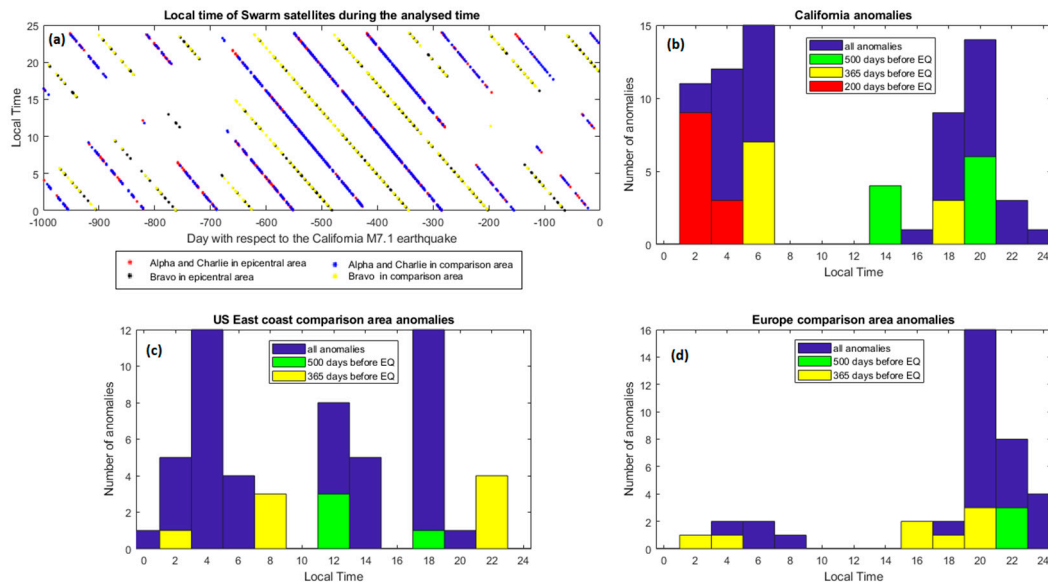 Local time of Swarm satellites during the analysed time
(a)
25
20
15
10
5
0
Local Time
-1000 -900 -800 -700 -600 -500 -400 -300 -200 -100 0
Day with respect to the California M7.1 earthquake
Alpha and Charlie in epicentral area
Alpha and Charlie in comparison area
Bravo in epicentral area
Bravo in comparison area
California anomalies
(b)
15
10
5
0
Number of anomalies
all anomalies
500 days before EQ
365 days before EQ
200 days before EQ
0 2 4 6 8 10 12 14 16 18 20 22 24
Local Time
US East coast comparison area anomalies
(c)
12
10
8
6
4
2
0
Number of anomalies
all anomalies
500 days before EQ
365 days before EQ
0 2 4 6 8 10 12 14 16 18 20 22 24
Local Time
Europe comparison area anomalies
(d)
16
14
12
10
8
6
4
2
0
Number of anomalies
all anomalies
500 days before EQ
365 days before EQ
0 2 4 6 8 10 12 14 16 18 20 22 24
Local Time